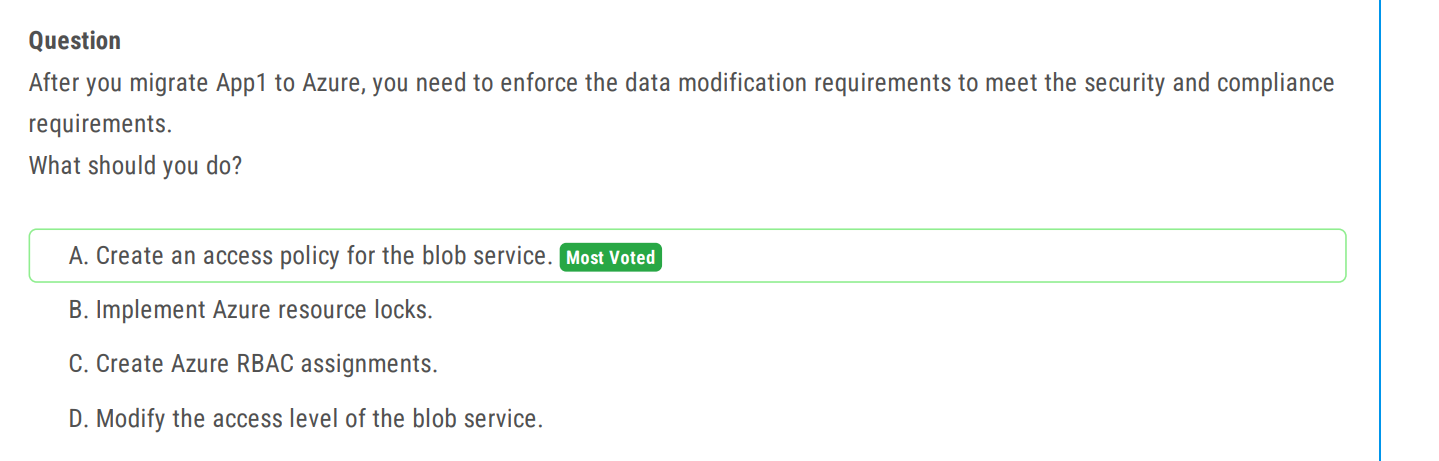 Question
After you migrate App1 to Azure, you need to enforce the data modification requirements to meet the security and compliance
requirements.
What should you do?
A. Create an access policy for the blob service. Most Voted
B. Implement Azure resource locks.
C. Create Azure RBAC assignments.
D. Modify the access level of the blob service.